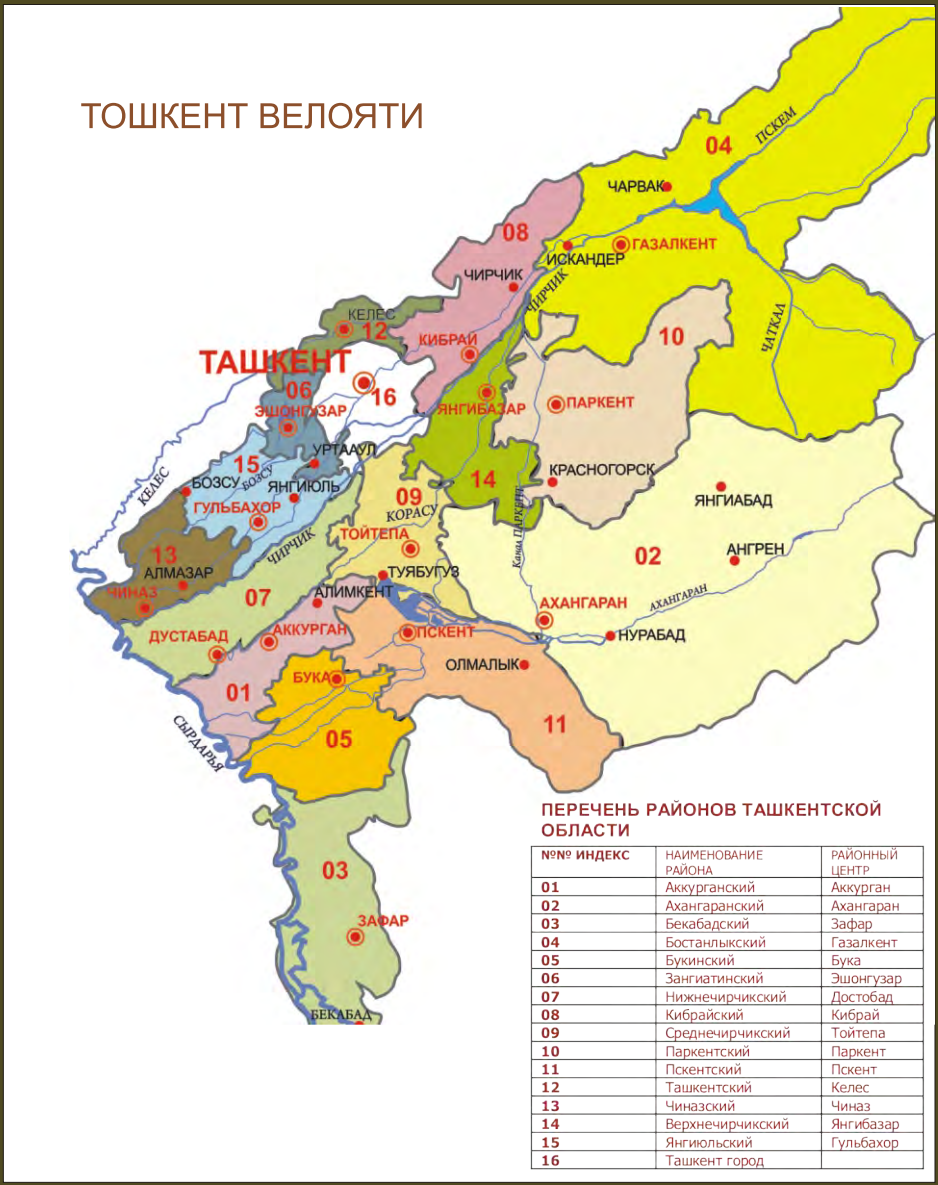 ТОШКЕНТ ВЕЛОЯТИ
04
ПСКЕМ
ЧАРВАК
08
ГАЗАЛКЕНТ
ИСКАНДЕР
ЧИРЧИК
ЧИРЧИК
КЕЛЕС
12
ЧАТКАЛ
10
КИБРАЙ
ТАШКЕНТ
06
16
ЭШОНГУЗАР
ЯНГИБАЗАР
ПАРКЕНТ
УРТААУЛ
15
БОЗСУ
БОЗСУ
КЕЛЕС
ЯНГИЮЛЬ
14
КРАСНОГОРСК
09
ЯНГИАБАД
ГУЛЬБАХОР
КОРАСУ
ТОЙТЕПА
Канал ПАРКЕНТ
ЧИРЧИК
13
02
АНГРЕН
АЛМАЗАР
ТУЯБУГУЗ
ЧИНАЗ
07
АЛИМКЕНТ
АХАНГАРАН
АХАНГАРАН
ДУСТАБАД
АККУРГАН
ПСКЕНТ
НУРАБАД
ОЛМАЛЫК
01
БУКА
СЫРДАРЬЯ
05
11
03
ЗАФАР
БЕКАБАД
ПЕРЕЧЕНЬ РАЙОНОВ ТАШКЕНТСКОЙ
ОБЛАСТИ
№№ ИНДЕКС НАИМЕНОВАНИЕ РАЙОННЫЙ
РАЙОНА ЦЕНТР
01 Аккурганский Аккурган
02 Ахангаранский Ахангаран
03 Бекабадский Зафар
04 Бостанлыкский Газалкент
05 Букинский Бука
06 Зангиатинский Эшонгузар
07 Нижнечирчикский Достобад
08 Кибрайский Кибрай
09 Среднечирчикский Тойтепа
10 Паркентский Паркент
11 Пскентский Пскент
12 Ташкентский Келес
13 Чиназский Чиназ
14 Верхнечирчикский Янгибазар
15 Янгиюльский Гульбахор
16 Ташкент город